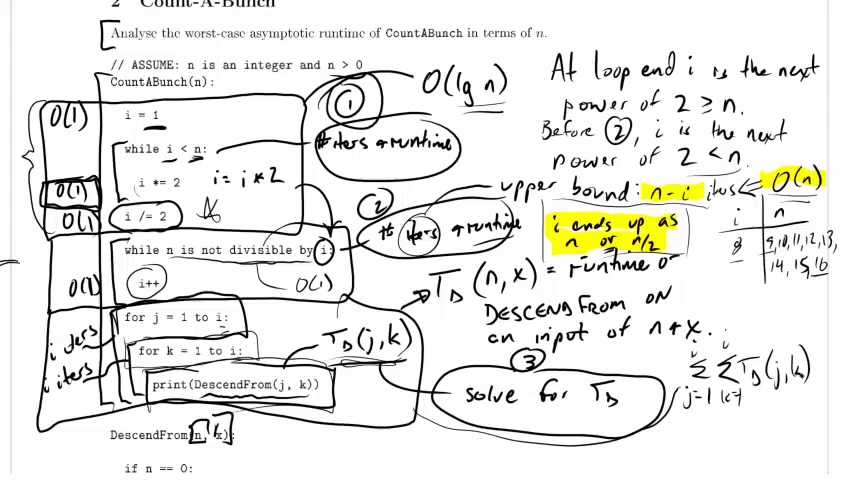 2 Count-A-Bunch
Analyse the worst-case asymptotic runtime of CountABunch in terms of n.
// ASSUME: n is an integer and n > 0
CountABunch(n):
O(1) i = 1
while i < n:
O(1) i *= 2 i = i * 2
O(1) i /= 2
while n is not divisible by i:
O(1) i++ O(1)
i iters for j = 1 to i:
i iters for k = 1 to i:
print(DescendFrom(j, k)) T_D(j,k)
DescendFrom(n, x):
if n == 0:
① O(lg n)
# iters + runtime
At loop end i is the next
power of 2 ≥ n.
Before ②, i is the next
power of 2 < n.
upper bound: n-i iters ⇐ O(n)
② # iters + runtime
i ends up as
n or n/2
i n
8 9,10,11,12,13,
14,15,16
T_D(n,x) = runtime of
DESCENDFROM ON
an input of n + x.
③
solve for T_D
i i
Σ Σ T_D(j,k)
j=1 k=1